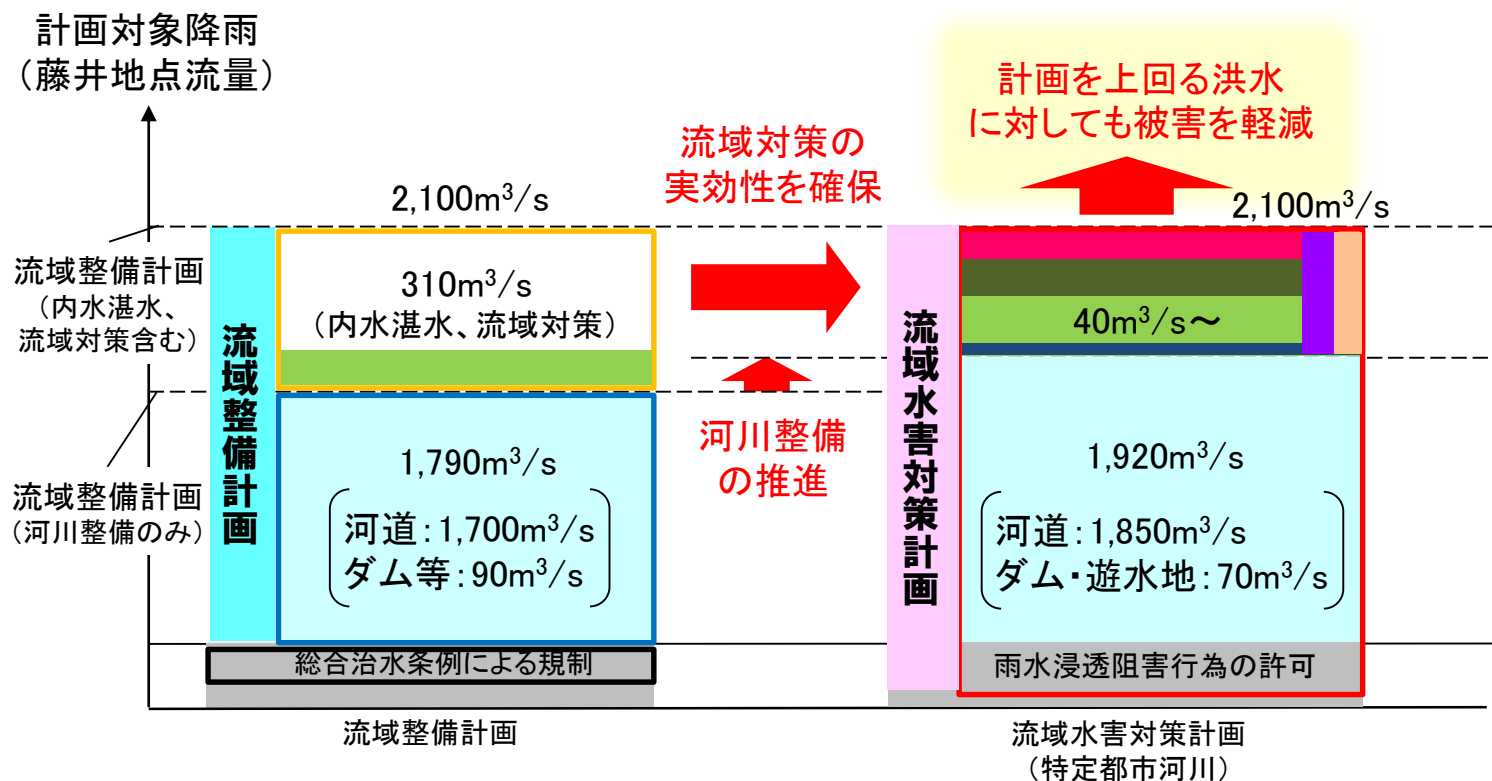 計画対象降雨
（藤井地点流量）
計画を上回る洪水
に対しても被害を軽減
流域対策の
実効性を確保
2,100m³/s
2,100m³/s
流域整備計画
（内水湛水、
流域対策含む）
流域整備計画
310m³/s
（内水湛水、流域対策）
流域水害対策計画
40m³/s～
河川整備
の推進
流域整備計画
（河川整備のみ）
1,790m³/s
河道：1,700m³/s
ダム等：90m³/s
1,920m³/s
河道：1,850m³/s
ダム・遊水地：70m³/s
総合治水条例による規制
雨水浸透阻害行為の許可
流域整備計画
流域水害対策計画
（特定都市河川）